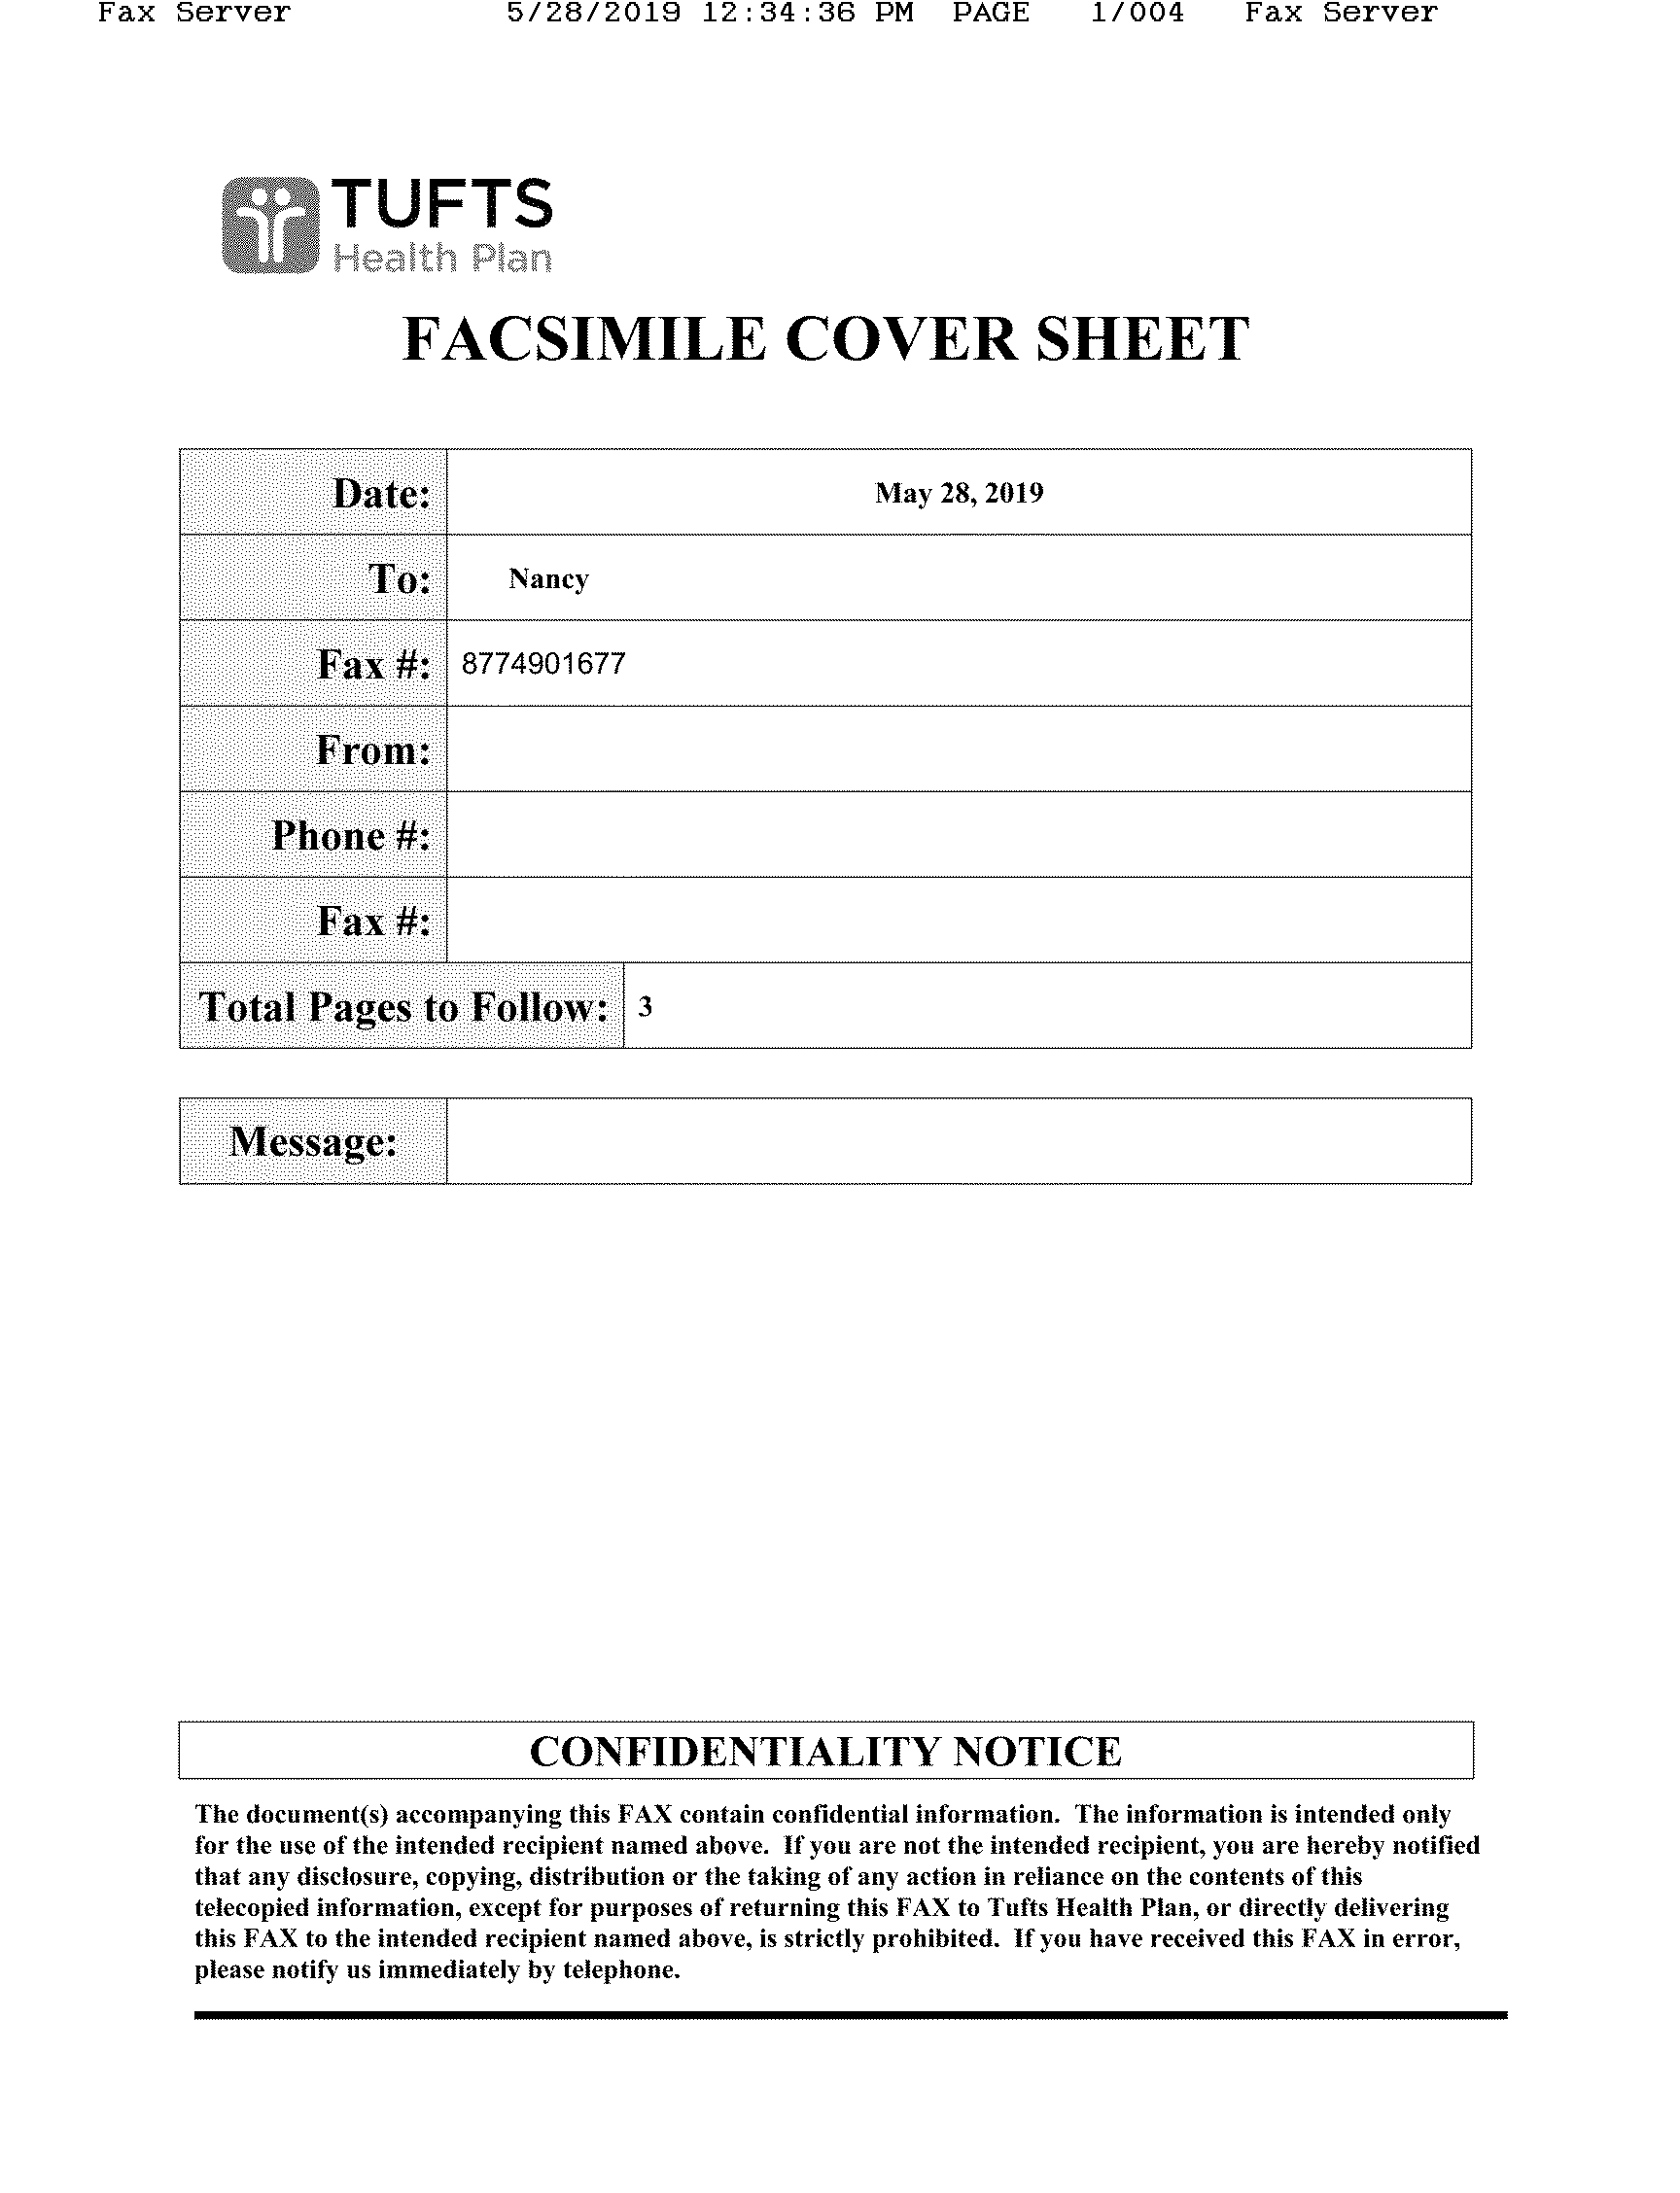 Fax Server 5/28/2019 12:34:36 PM PAGE 1/004 Fax Server
TUFTS
Health Plan
FACSIMILE COVER SHEET
Date: May 28, 2019
To: Nancy
Fax #: 8774901677
From:
Phone #:
Fax #:
Total Pages to Follow: 3
Message:
CONFIDENTIALITY NOTICE
The document(s) accompanying this FAX contain confidential information. The information is intended only
for the use of the intended recipient named above. If you are not the intended recipient, you are hereby notified
that any disclosure, copying, distribution or the taking of any action in reliance on the contents of this
telecopied information, except for purposes of returning this FAX to Tufts Health Plan, or directly delivering
this FAX to the intended recipient named above, is strictly prohibited. If you have received this FAX in error,
please notify us immediately by telephone.